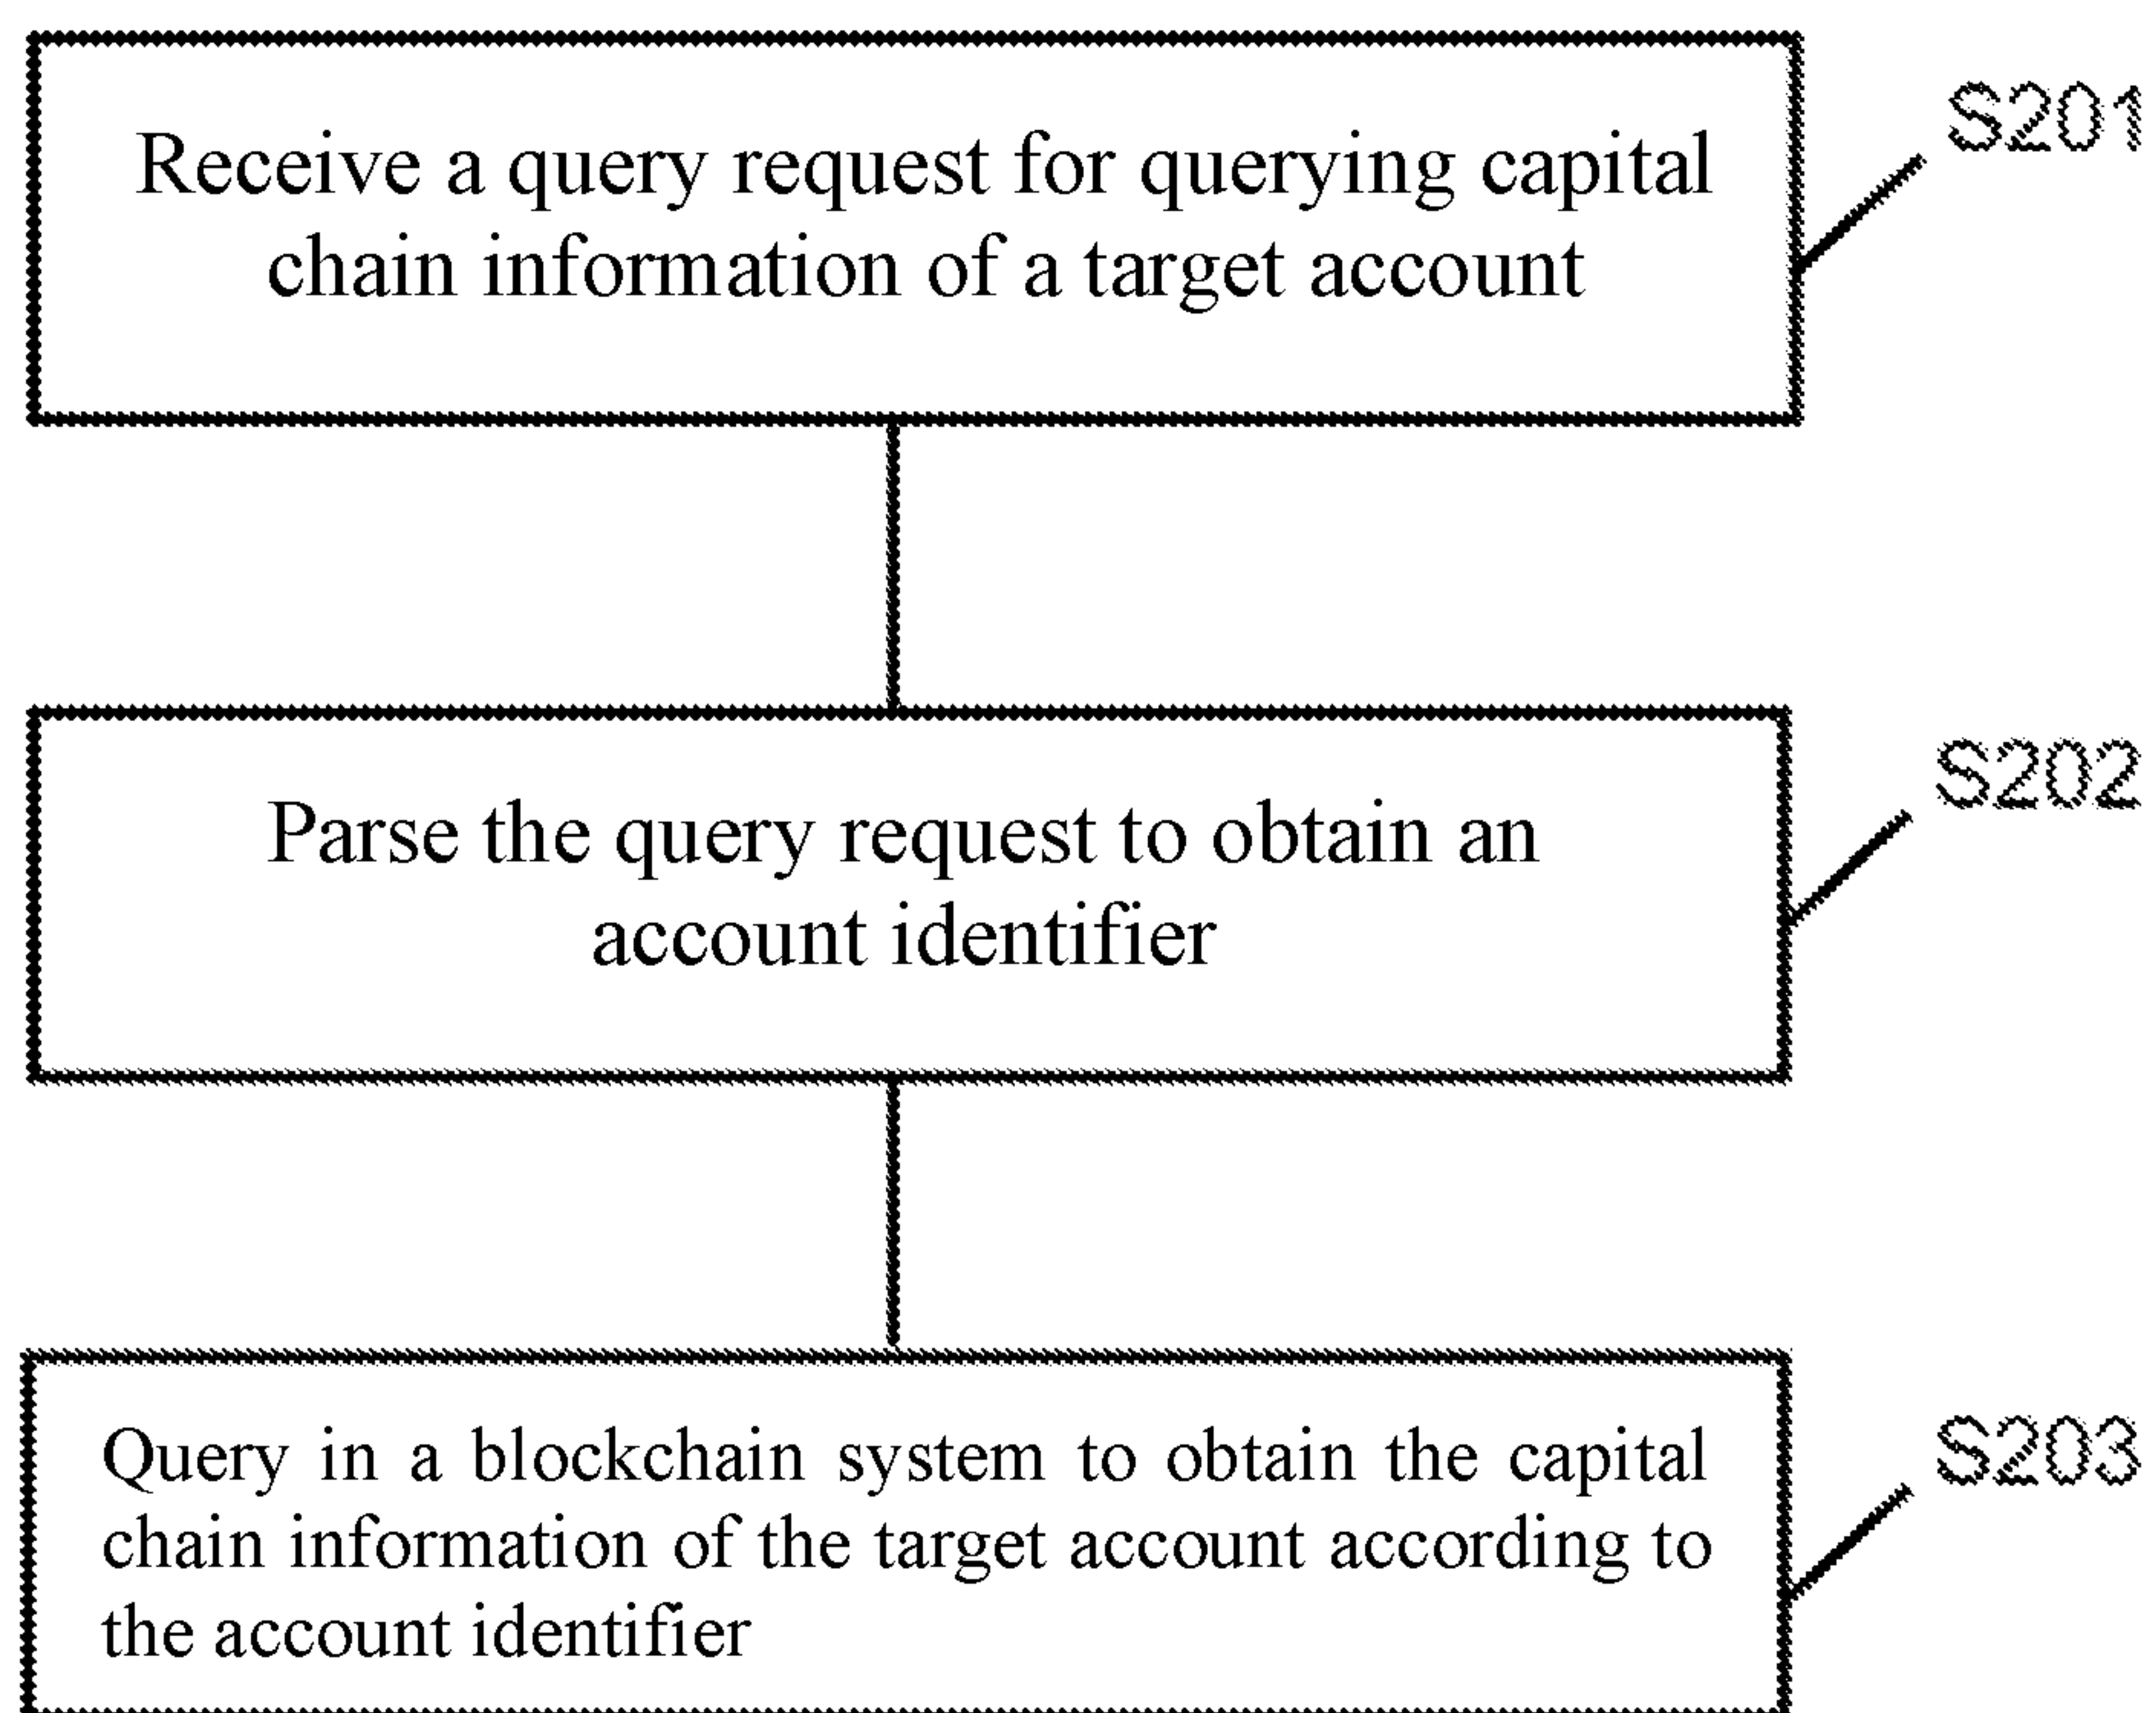 S201
Receive a query request for querying capital
chain information of a target account
S202
Parse the query request to obtain an
account identifier
S203
Query in a blockchain system to obtain the capital
chain information of the target account according to
the account identifier